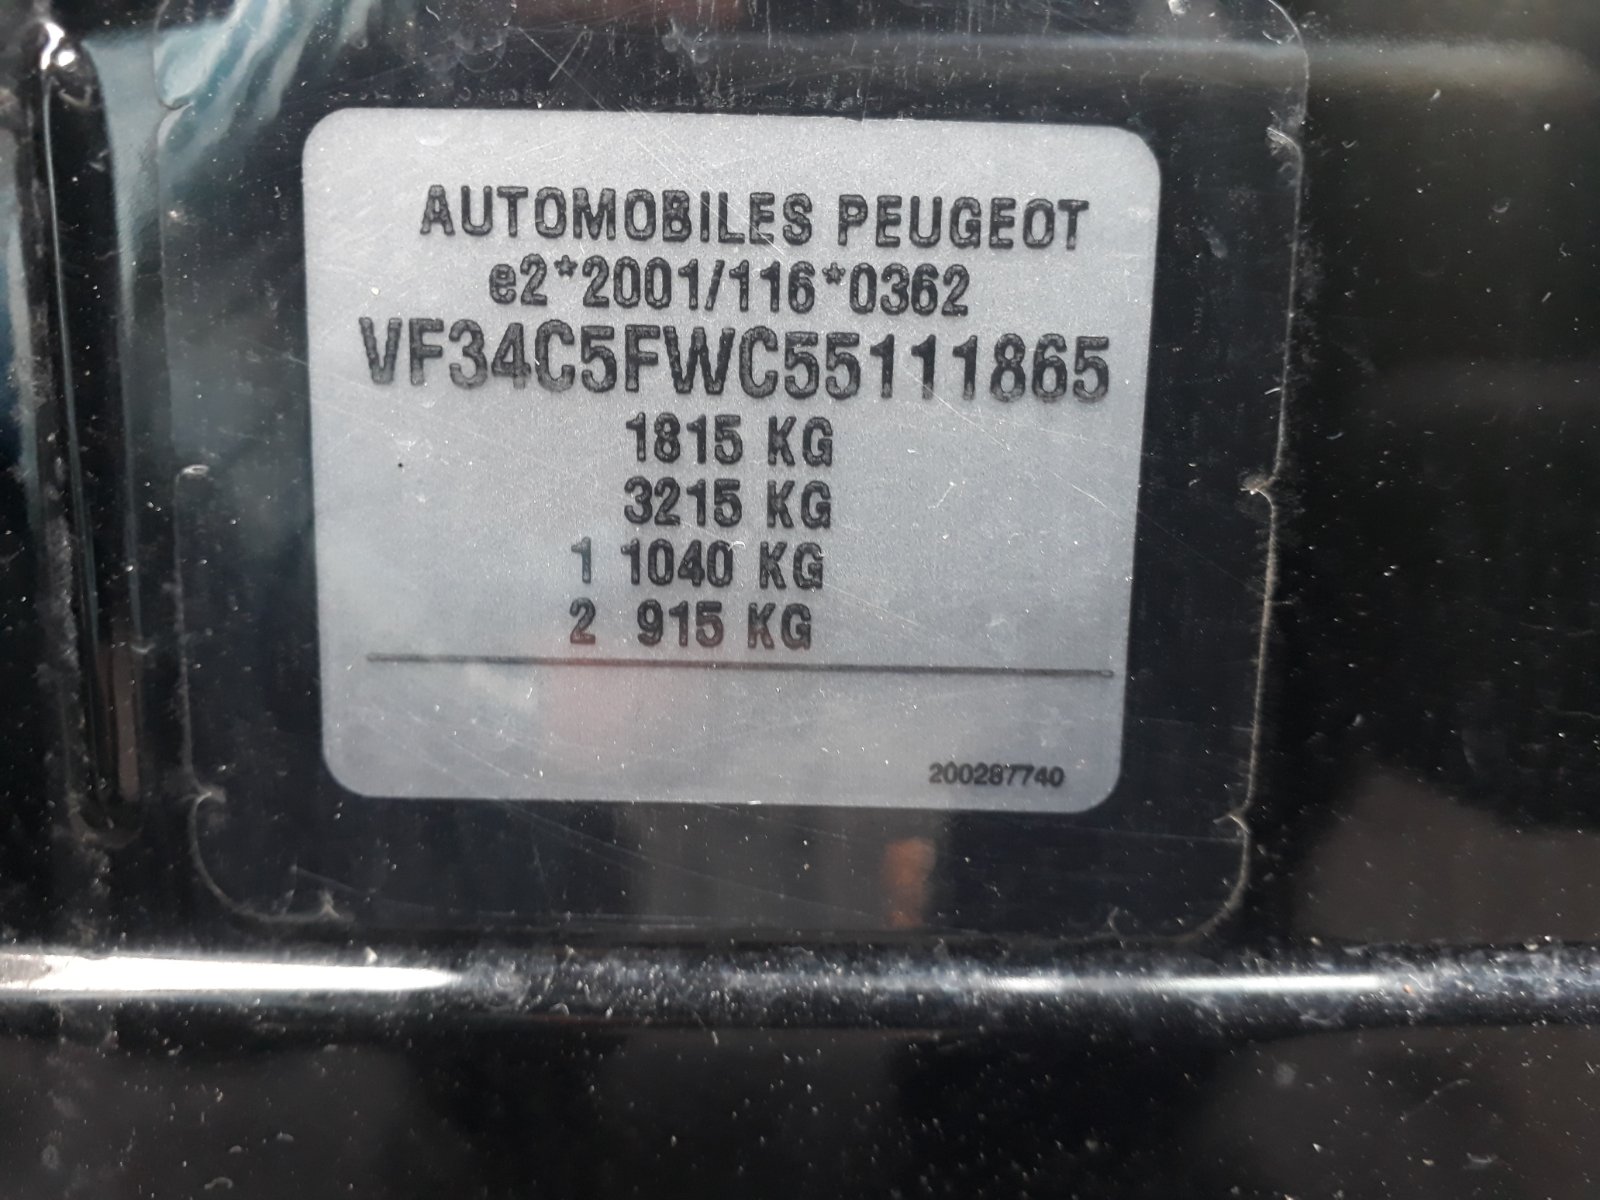 AUTOMOBILES PEUGEOT
e2*2001/116*0362
VF34C5FWC55111865
1815 KG
3215 KG
1 1040 KG
2 915 KG
200287740